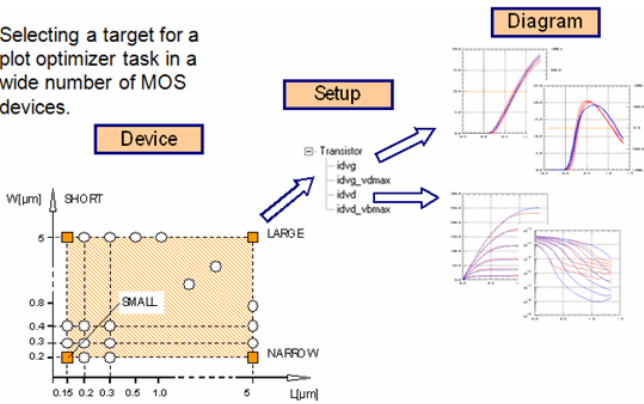 Selecting a target for a
plot optimizer task in a
wide number of MOS
devices.
Diagram
Setup
Device
Transistor
idvg
idvg_vdmax
idvd
idvd_vbmax
W[µm]
SHORT
5
LARGE
0.8
SMALL
0.4
0.3
0.2
NARROW
0.15 0.2 0.3 0.5 1.0 5 L[µm]